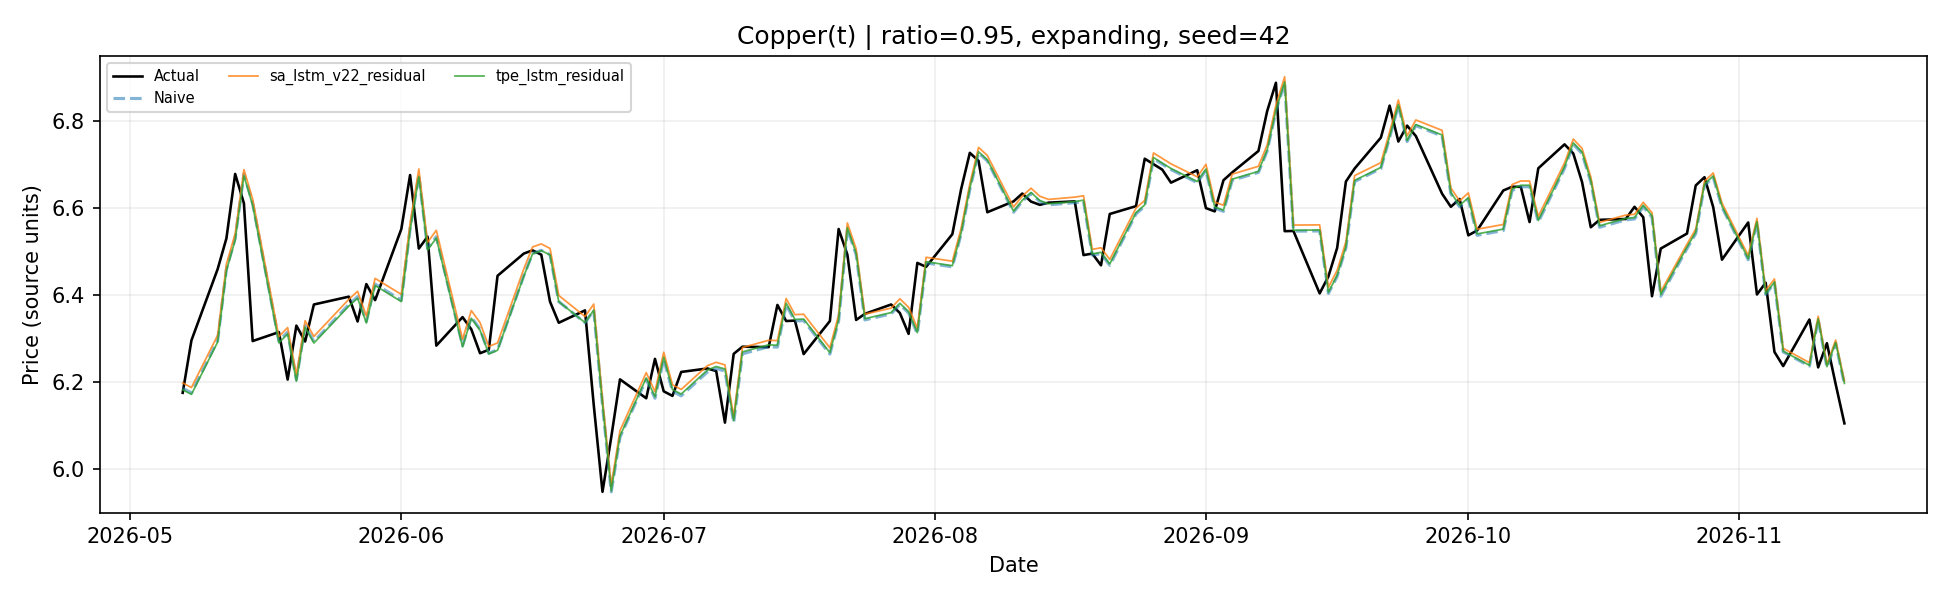 Copper(t) | ratio=0.95, expanding, seed=42
Actual
Naive
sa_lstm_v22_residual
tpe_lstm_residual
Price (source units)
6.8
6.6
6.4
6.2
6.0
2026-05
2026-06
2026-07
2026-08
2026-09
2026-10
2026-11
Date